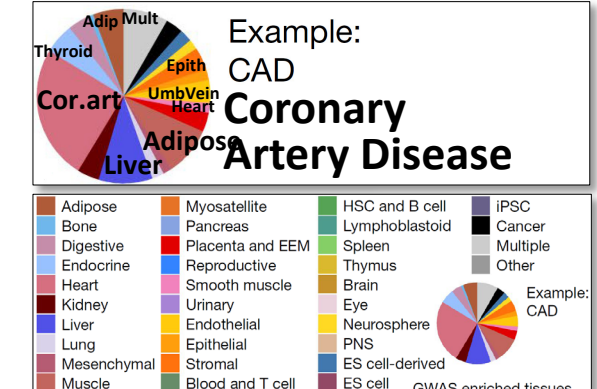 Adip Mult
Thyroid
Epith
Cor.art
UmbVein
Heart
Adipose
Liver
Example:
CAD
Coronary
Artery Disease
Adipose
Bone
Digestive
Endocrine
Heart
Kidney
Liver
Lung
Mesenchymal
Muscle
Myosatellite
Pancreas
Placenta and EEM
Reproductive
Smooth muscle
Urinary
Endothelial
Epithelial
Stromal
Blood and T cell
HSC and B cell
Lymphoblastoid
Spleen
Thymus
Brain
Eye
Neurosphere
PNS
ES cell-derived
ES cell
iPSC
Cancer
Multiple
Other
Example:
CAD
GWAS enriched tissues